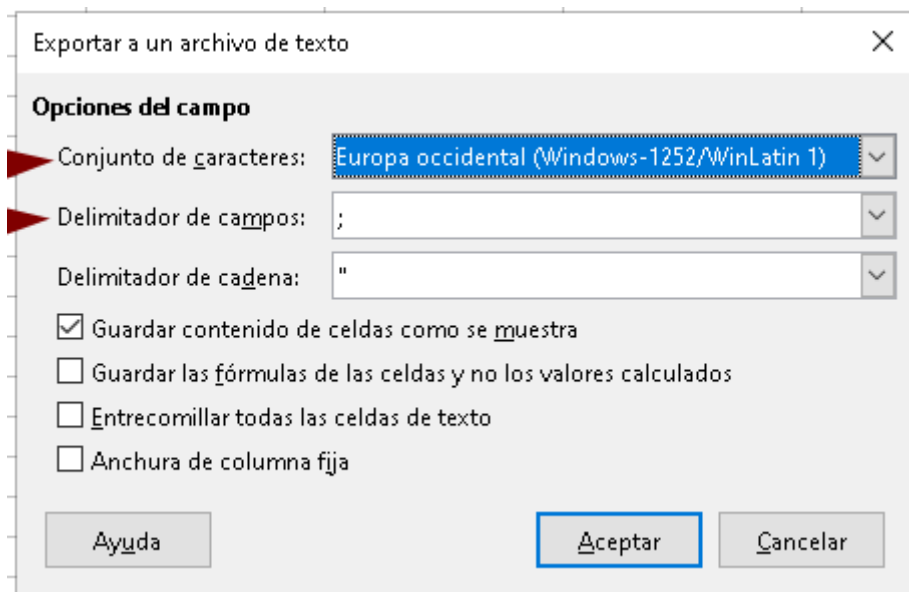 Exportar a un archivo de texto
Opciones del campo
Conjunto de caracteres: Europa occidental (Windows-1252/WinLatin 1)
Delimitador de campos: ;
Delimitador de cadena: "
Guardar contenido de celdas como se muestra
Guardar las fórmulas de las celdas y no los valores calculados
Entrecomillar todas las celdas de texto
Anchura de columna fija
Ayuda Aceptar Cancelar